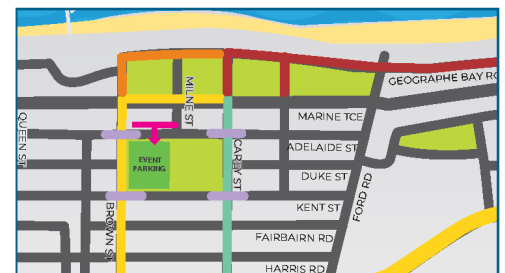 GEOGRAPHE BAY R
MILNE ST
QUEEN ST
MARINE TCE
CAREY ST
ADELAIDE ST
EVENT
PARKING
DUKE ST
FORD RD
KENT ST
BROWN ST
FAIRBAIRN RD
HARRIS RD